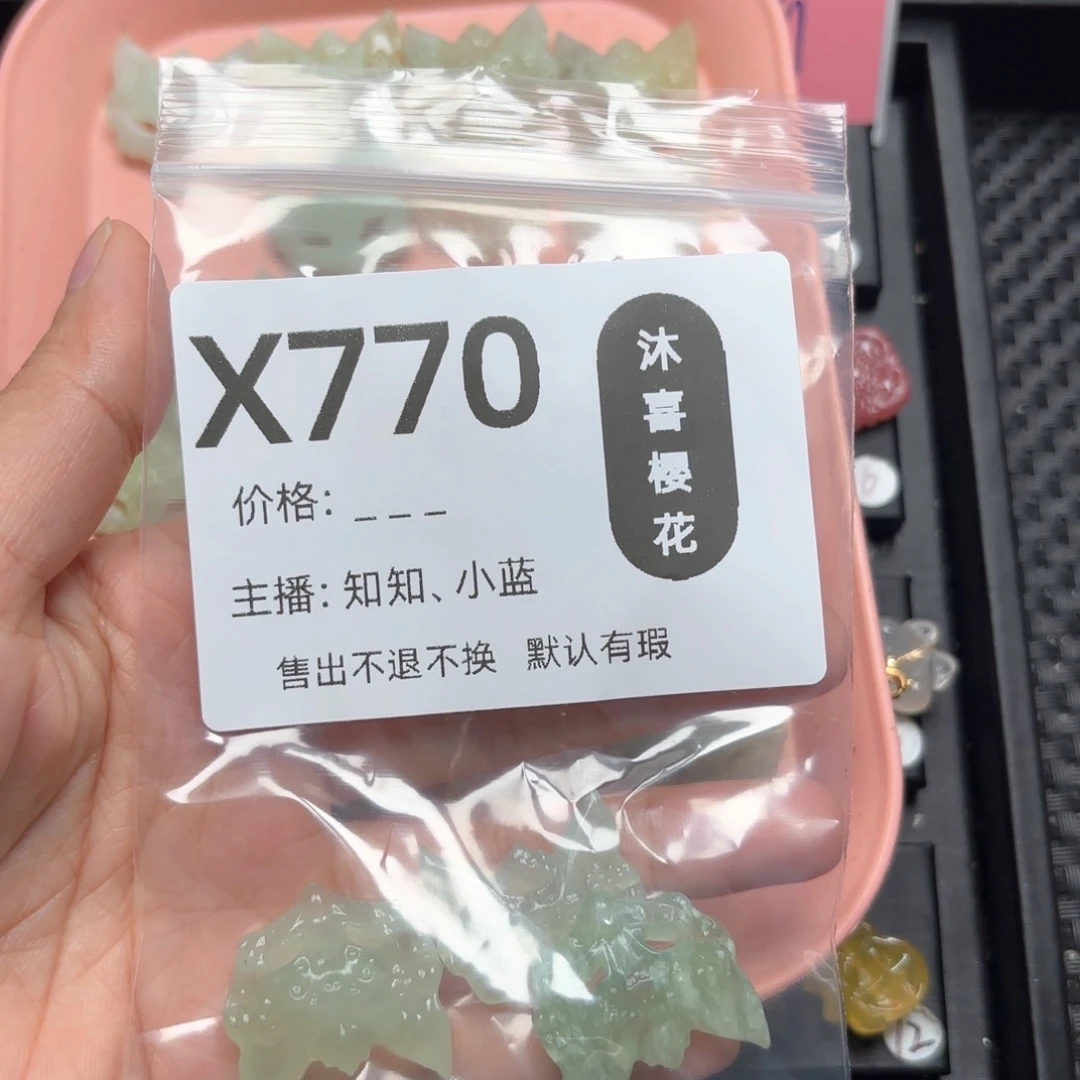 X770
沐喜樱花
价格: _ _ _
主播: 知知、小蓝
售出不退不换 默认有瑕
12